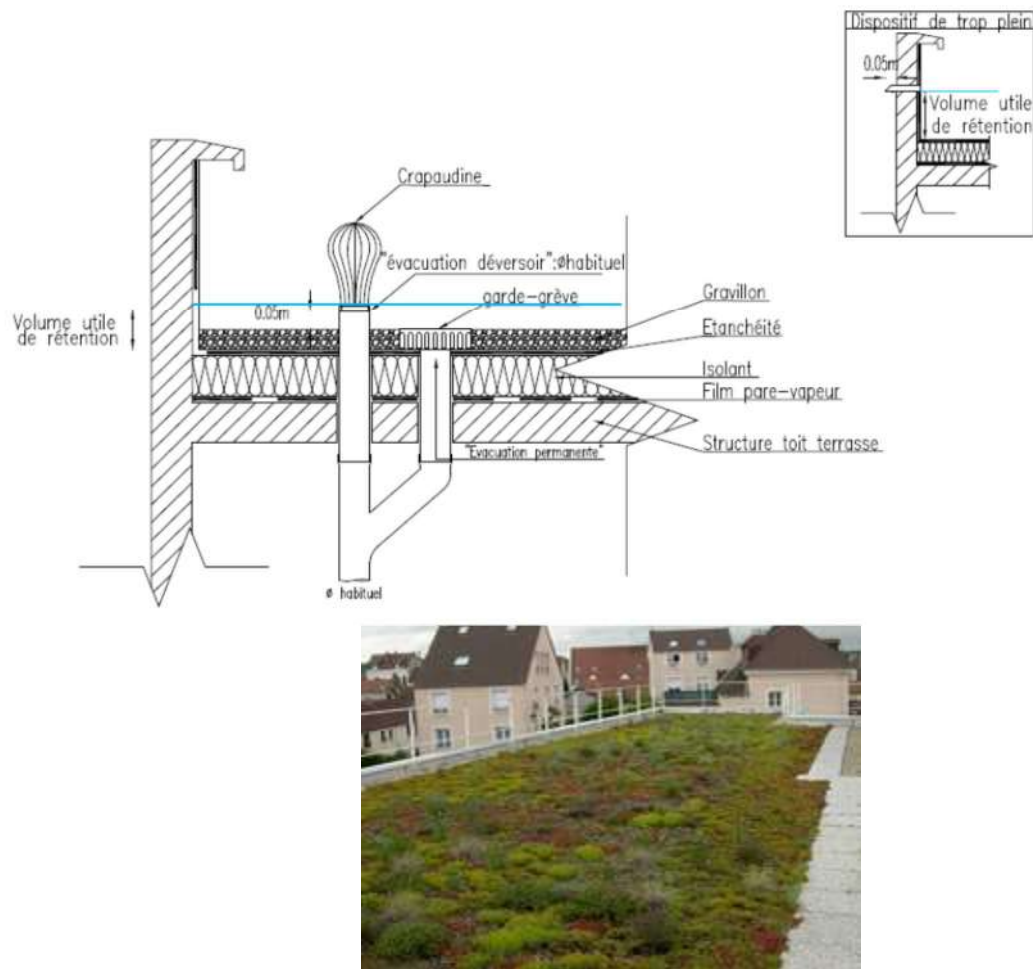 Dispositif de trop plein
0.05m
Volume utile
de rétention
Crapaudine
"évacuation déversoir":øhabituel
garde-grève
0.05m
Volume utile
de rétention
Gravillon
Etanchéité
Isolant
Film pare-vapeur
Structure toit terrasse
"Evacuation permanente"
ø habituel